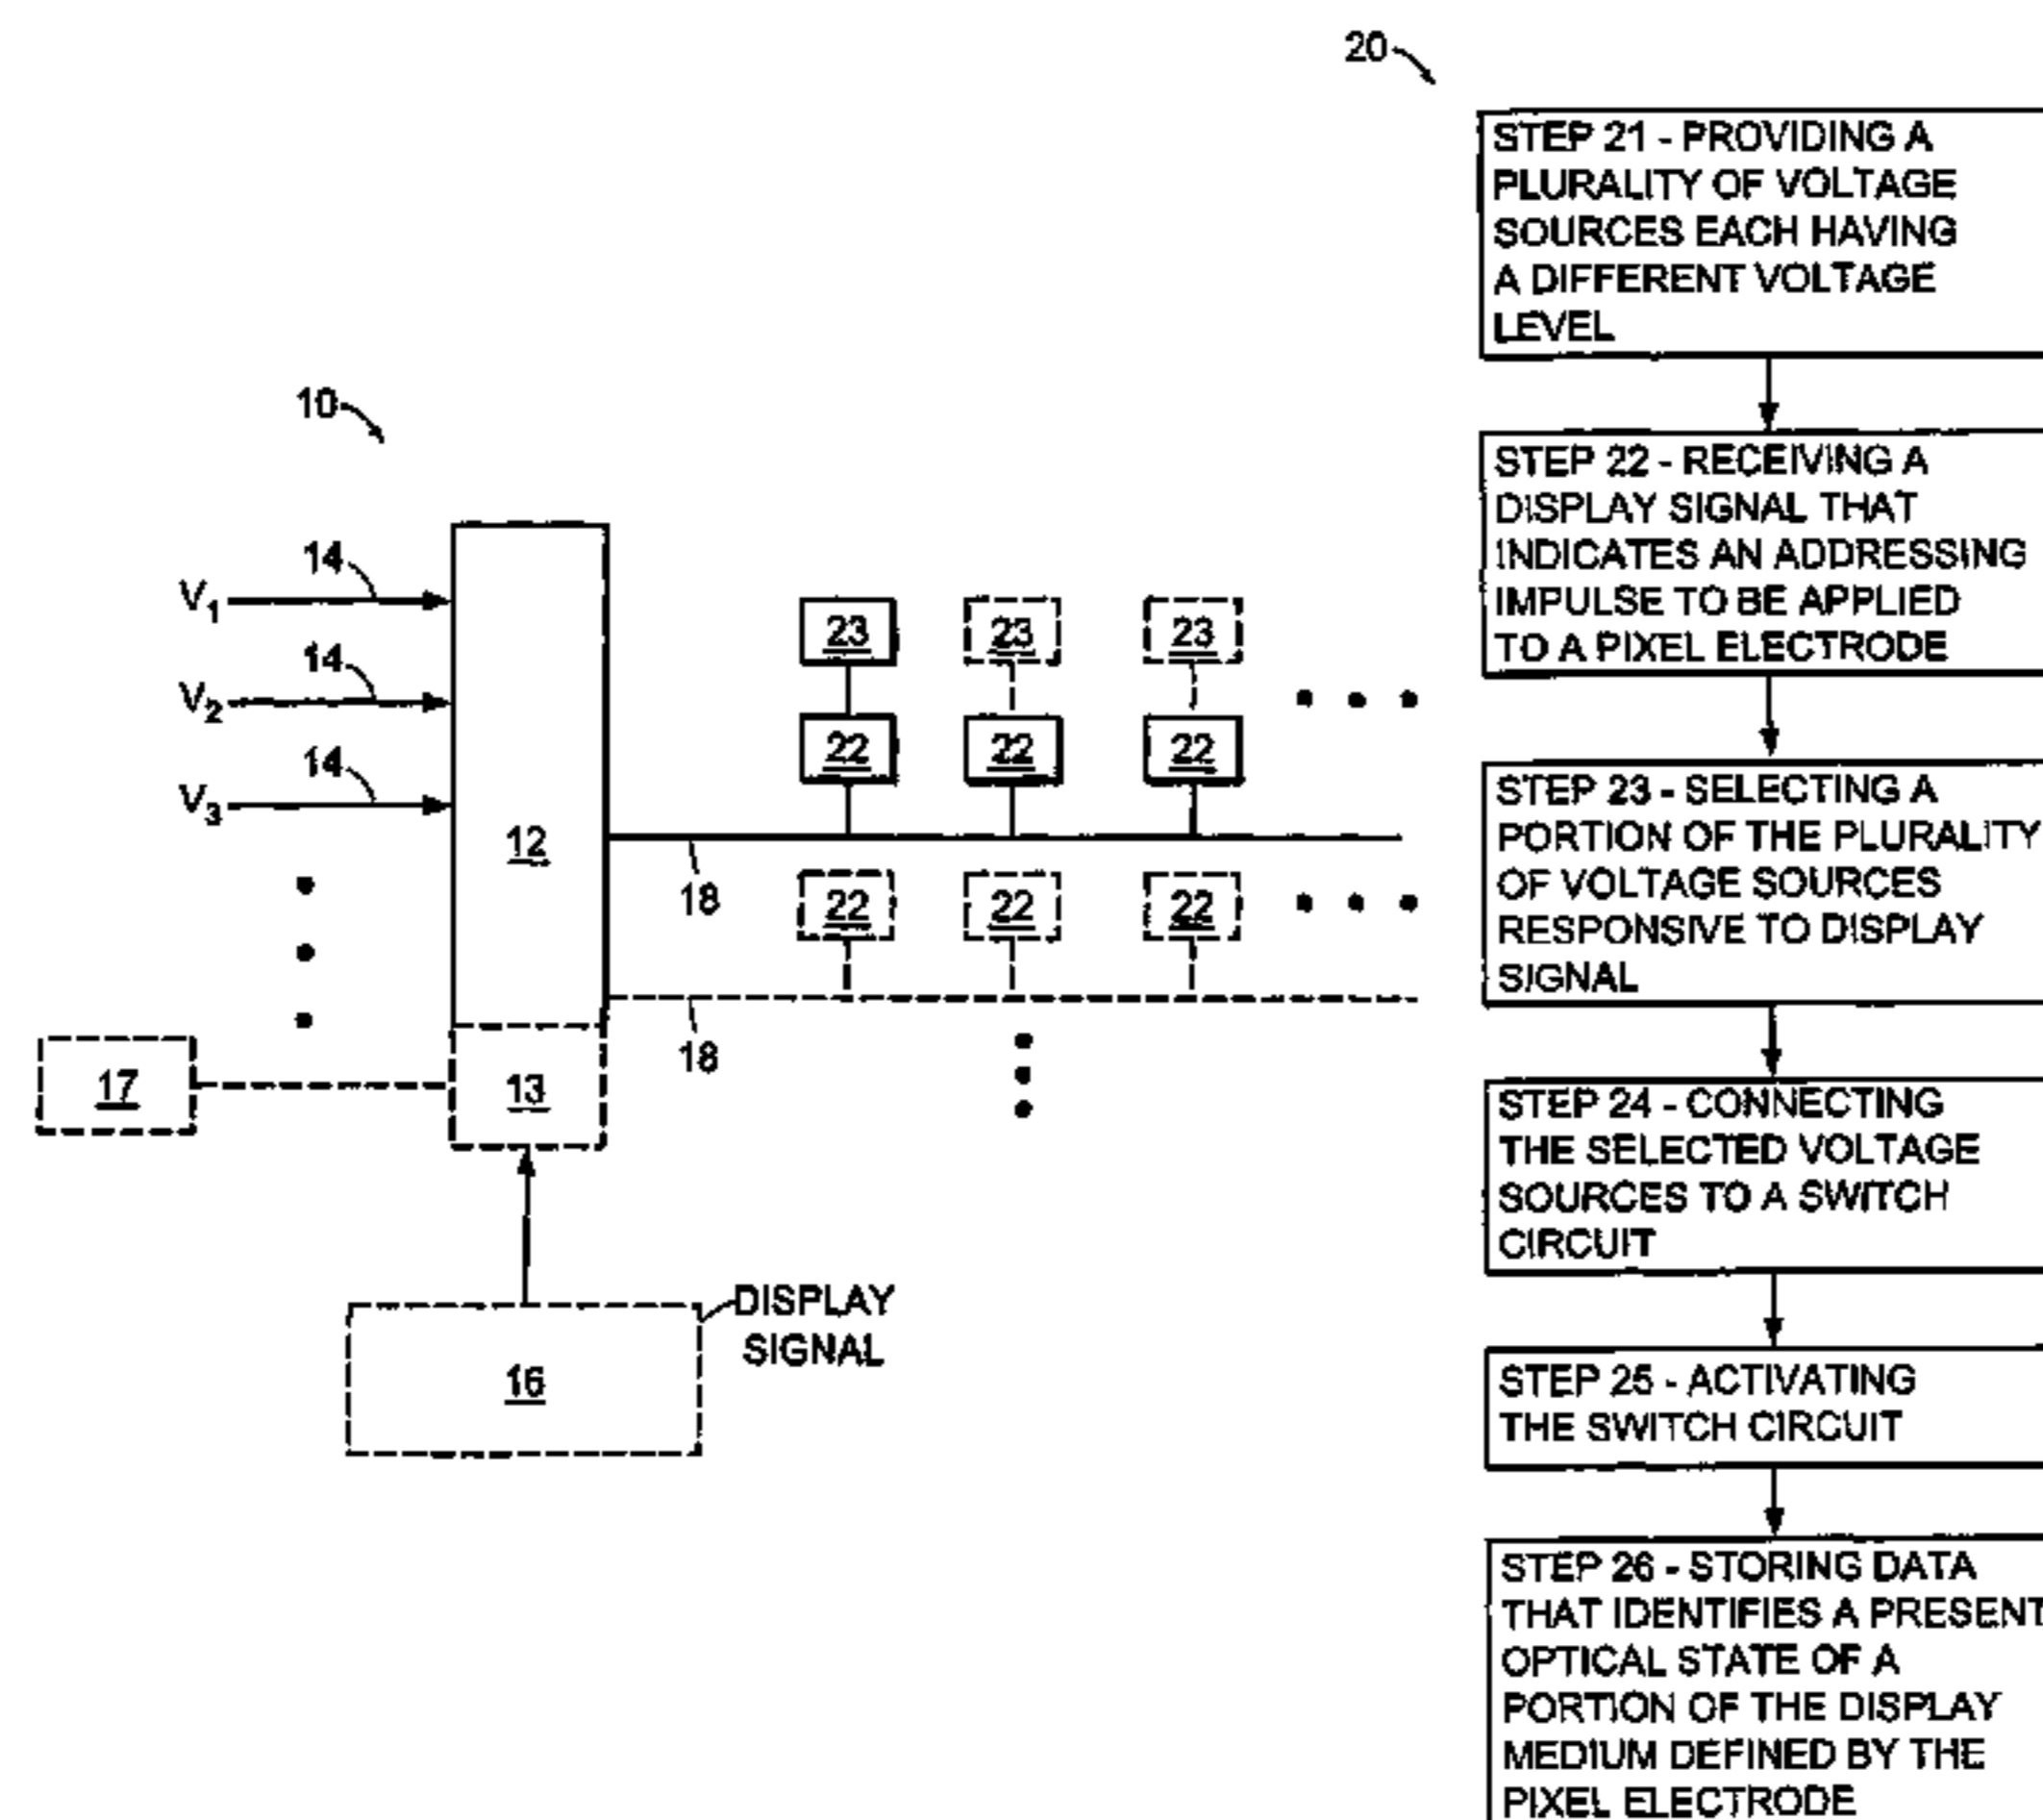 10
V1 14
V2 14
V3 14
12
13
17
16
DISPLAY
SIGNAL
23 23 23
22 22 22
18
22 22 22
18
20
STEP 21 - PROVIDING A
PLURALITY OF VOLTAGE
SOURCES EACH HAVING
A DIFFERENT VOLTAGE
LEVEL
STEP 22 - RECEIVING A
DISPLAY SIGNAL THAT
INDICATES AN ADDRESSING
IMPULSE TO BE APPLIED
TO A PIXEL ELECTRODE
STEP 23 - SELECTING A
PORTION OF THE PLURALITY
OF VOLTAGE SOURCES
RESPONSIVE TO DISPLAY
SIGNAL
STEP 24 - CONNECTING
THE SELECTED VOLTAGE
SOURCES TO A SWITCH
CIRCUIT
STEP 25 - ACTIVATING
THE SWITCH CIRCUIT
STEP 26 - STORING DATA
THAT IDENTIFIES A PRESENT
OPTICAL STATE OF A
PORTION OF THE DISPLAY
MEDIUM DEFINED BY THE
PIXEL ELECTRODE